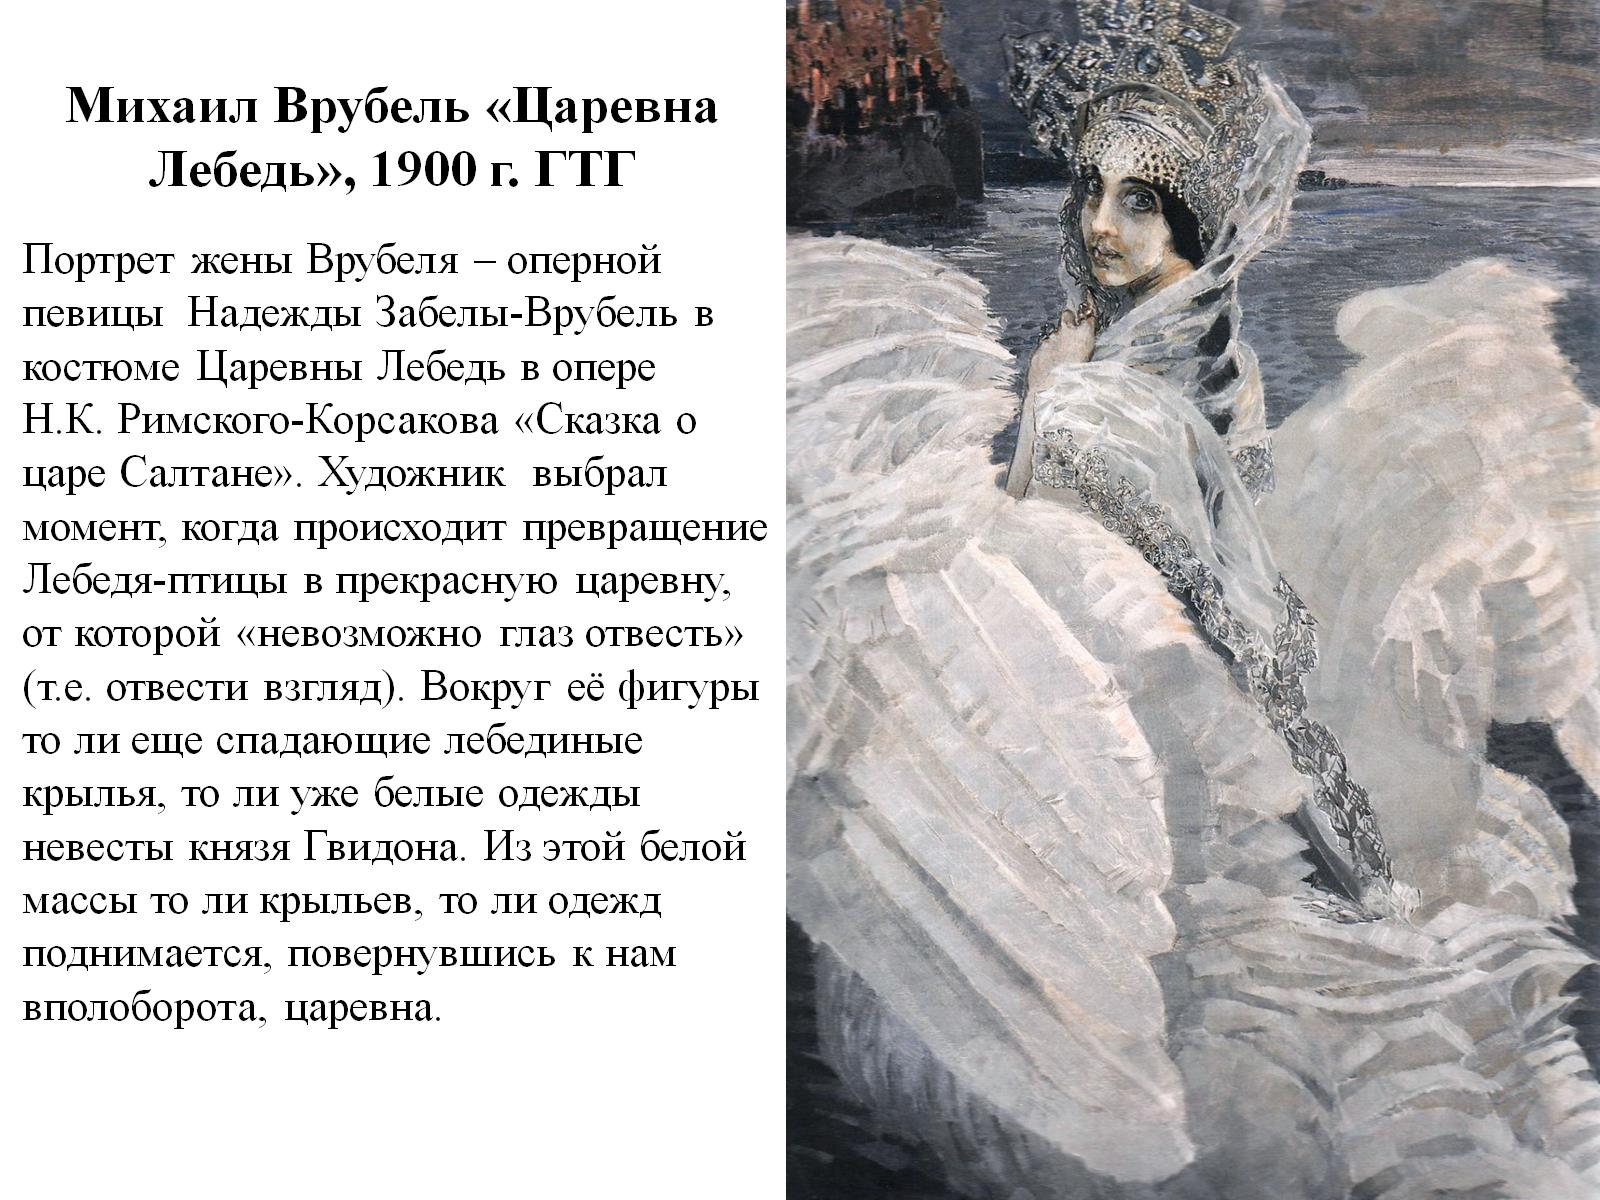 Михаил Врубель «Царевна
Лебедь», 1900 г. ГТГ
Портрет жены Врубеля – оперной
певицы Надежды Забелы-Врубель в
костюме Царевны Лебедь в опере
Н.К. Римского-Корсакова «Сказка о
царе Салтане». Художник выбрал
момент, когда происходит превращение
Лебедя-птицы в прекрасную царевну,
от которой «невозможно глаз отвесть»
(т.е. отвести взгляд). Вокруг её фигуры
то ли еще спадающие лебединые
крылья, то ли уже белые одежды
невесты князя Гвидона. Из этой белой
массы то ли крыльев, то ли одежд
поднимается, повернувшись к нам
вполоборота, царевна.